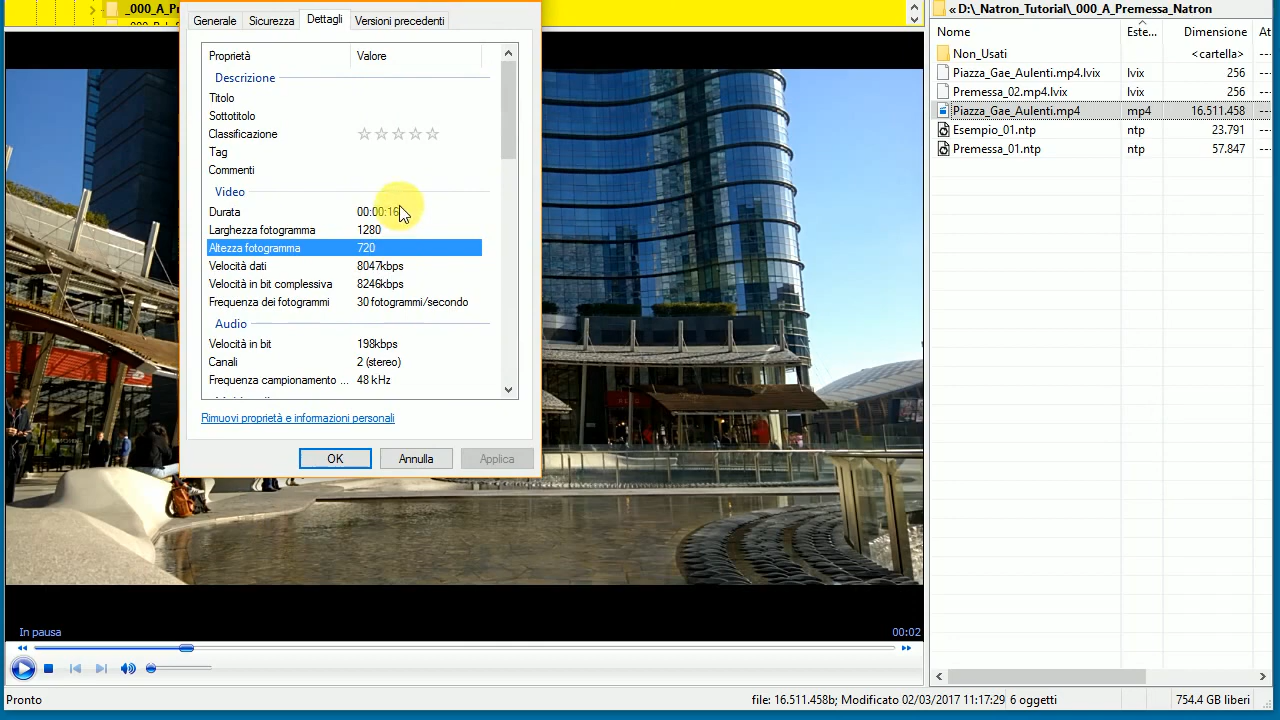 _000_A_Pr
Generale
Sicurezza
Dettagli
Versioni precedenti
Proprietà
Valore
Descrizione
Titolo
Sottotitolo
Classificazione
Tag
Commenti
Video
Durata 00:00:16
Larghezza fotogramma 1280
Altezza fotogramma 720
Velocità dati 8047kbps
Velocità in bit complessiva 8246kbps
Frequenza dei fotogrammi 30 fotogrammi/secondo
Audio
Velocità in bit 198kbps
Canali 2 (stereo)
Frequenza campionamento ... 48 kHz
Rimuovi proprietà e informazioni personali
OK
Annulla
Applica
In pausa
00:02
« D:\_Natron_Tutorial\_000_A_Premessa_Natron
Nome Este... Dimensione At
Non_Usati <cartella>
Piazza_Gae_Aulenti.mp4.lvix lvix 256 ---
Premessa_02.mp4.lvix lvix 256 ---
Piazza_Gae_Aulenti.mp4 mp4 16.511.458 ---
Esempio_01.ntp ntp 23.791 ---
Premessa_01.ntp ntp 57.847 ---
Pronto
file: 16.511.458b; Modificato 02/03/2017 11:17:29 6 oggetti
754.4 GB liberi